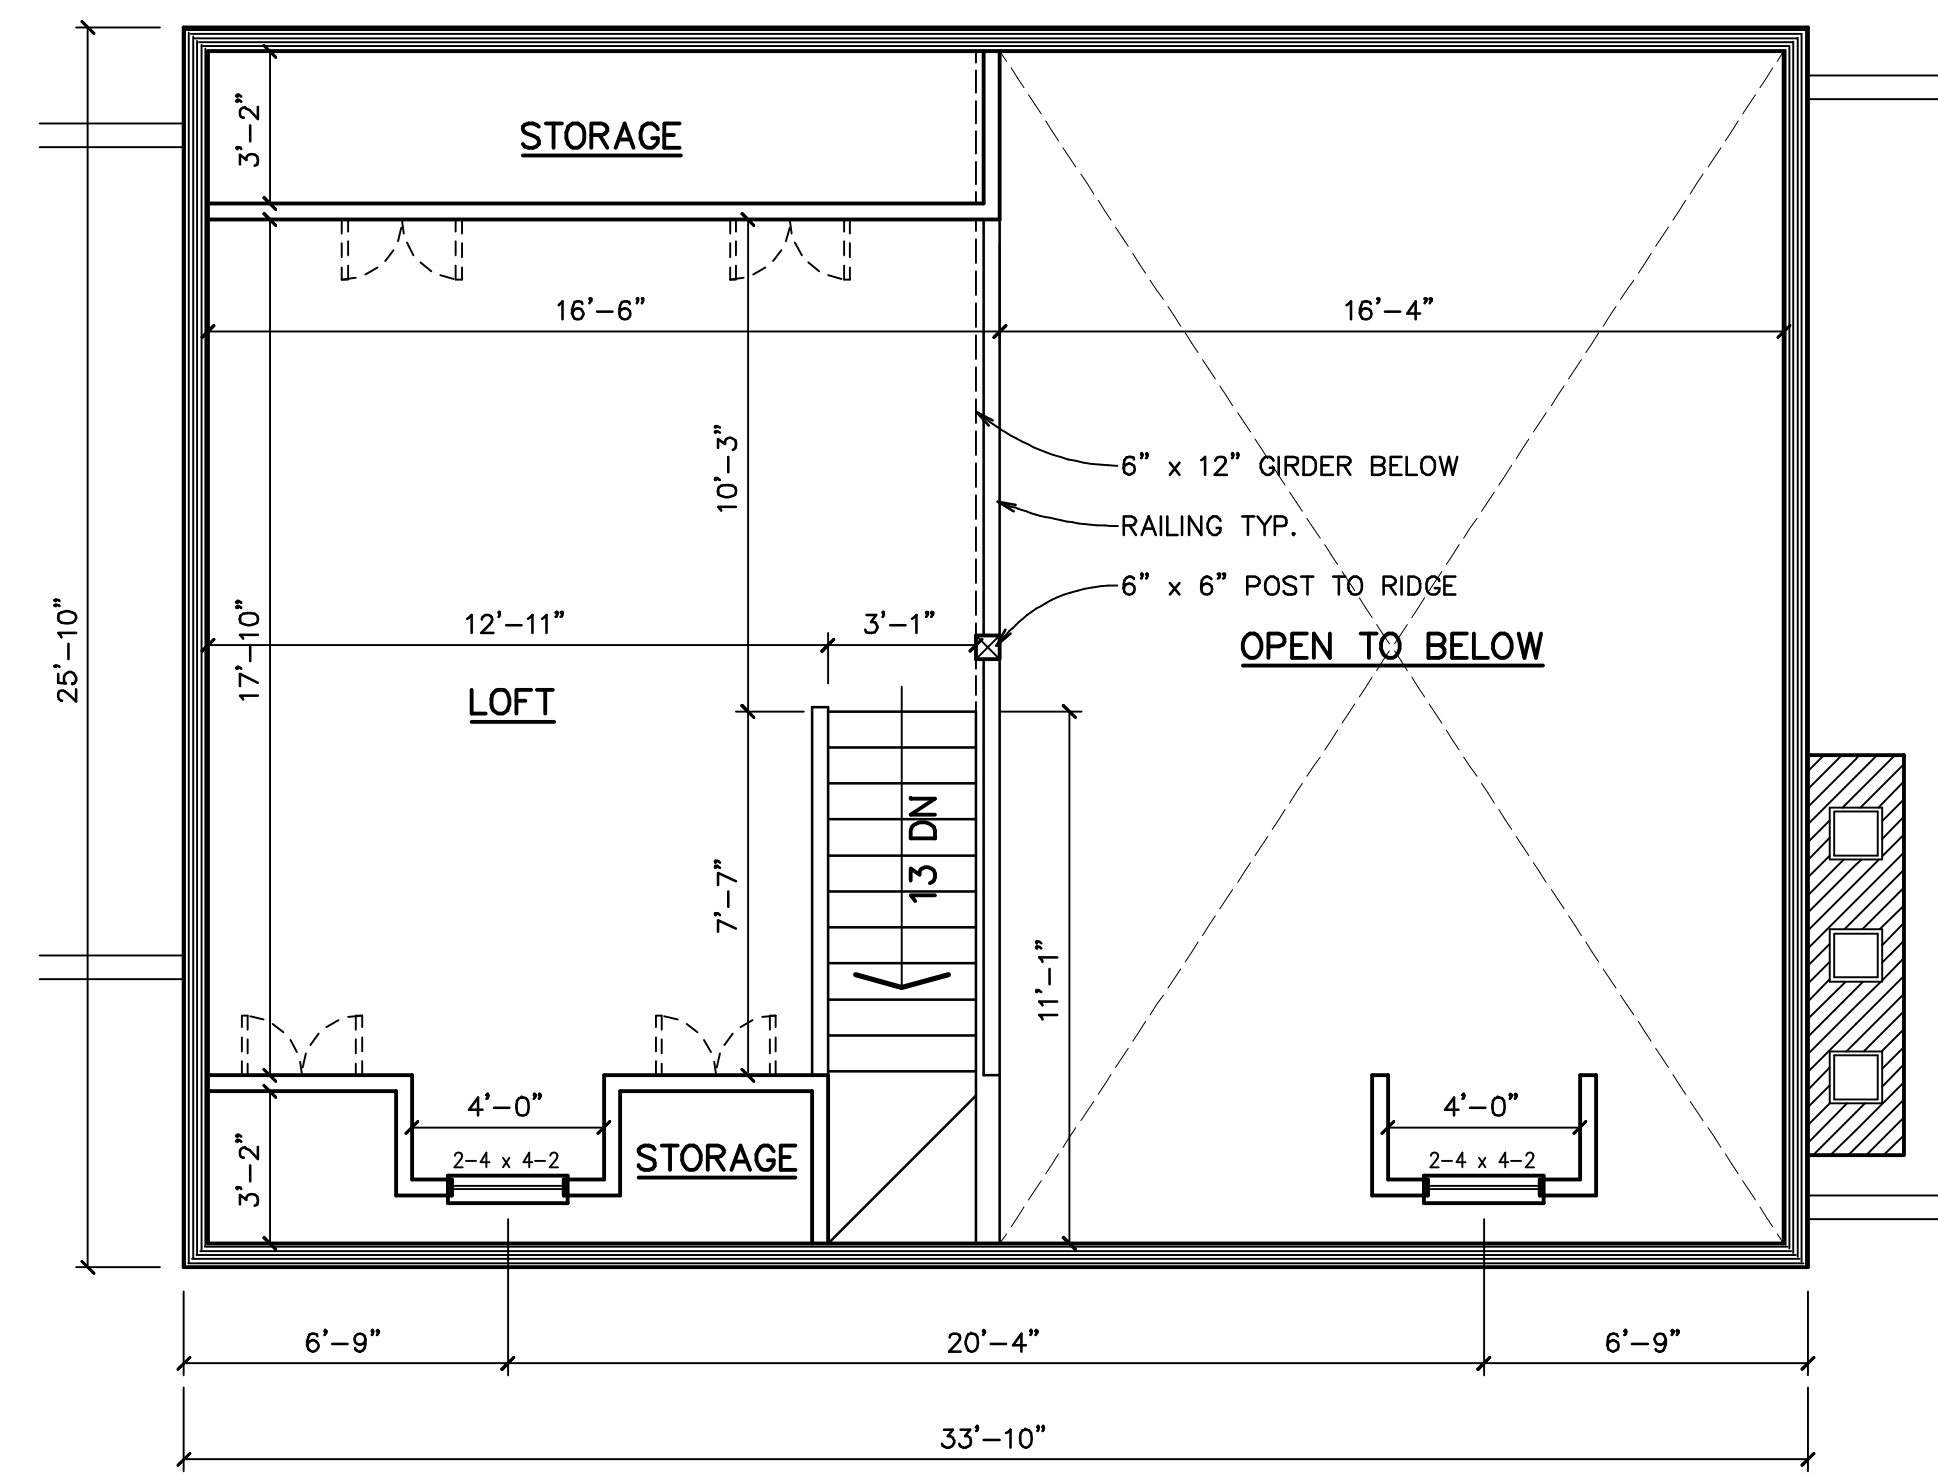 3'-2"
STORAGE
16'-6"
16'-4"
10'-3"
6" x 12" GIRDER BELOW
RAILING TYP.
6" x 6" POST TO RIDGE
25'-10"
17'-10"
12'-11"
3'-1"
OPEN TO BELOW
LOFT
13 DN
7'-7"
11'-1"
4'-0"
4'-0"
3'-2"
2-4 x 4-2
STORAGE
2-4 x 4-2
6'-9"
20'-4"
6'-9"
33'-10"